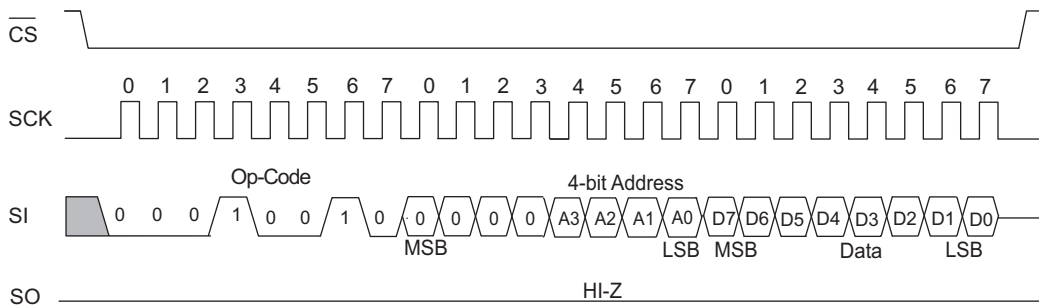 CS
0 1 2 3 4 5 6 7 0 1 2 3 4 5 6 7 0 1 2 3 4 5 6 7
SCK
Op-Code 4-bit Address
SI 0 0 0 1 0 0 1 0 0 0 0 0 A3 A2 A1 A0 D7 D6 D5 D4 D3 D2 D1 D0
MSB LSB MSB Data LSB
HI-Z
SO